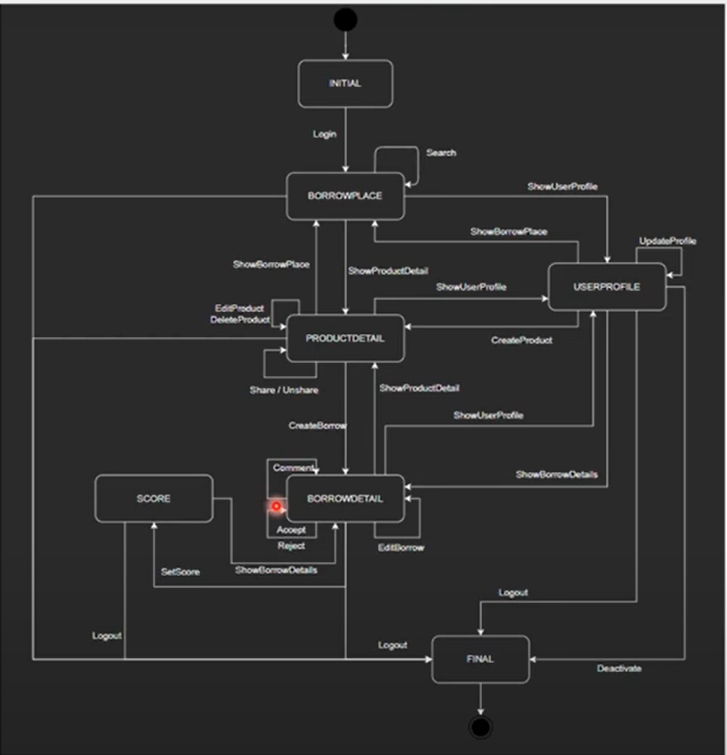 INITIAL
Login
Search
BORROWPLACE
ShowUserProfile
ShowBorrowPlace
UpdateProfile
ShowBorrowPlace
ShowProductDetail
ShowUserProfile
USERPROFILE
EditProduct
DeleteProduct
PRODUCTDETAIL
CreateProduct
Share / Unshare
ShowProductDetail
CreateBorrow
ShowUserProfile
Comment
ShowBorrowDetails
SCORE
BORROWDETAIL
Accept
Reject
EditBorrow
SetScore
ShowBorrowDetails
Logout
Logout
Logout
FINAL
Deactivate